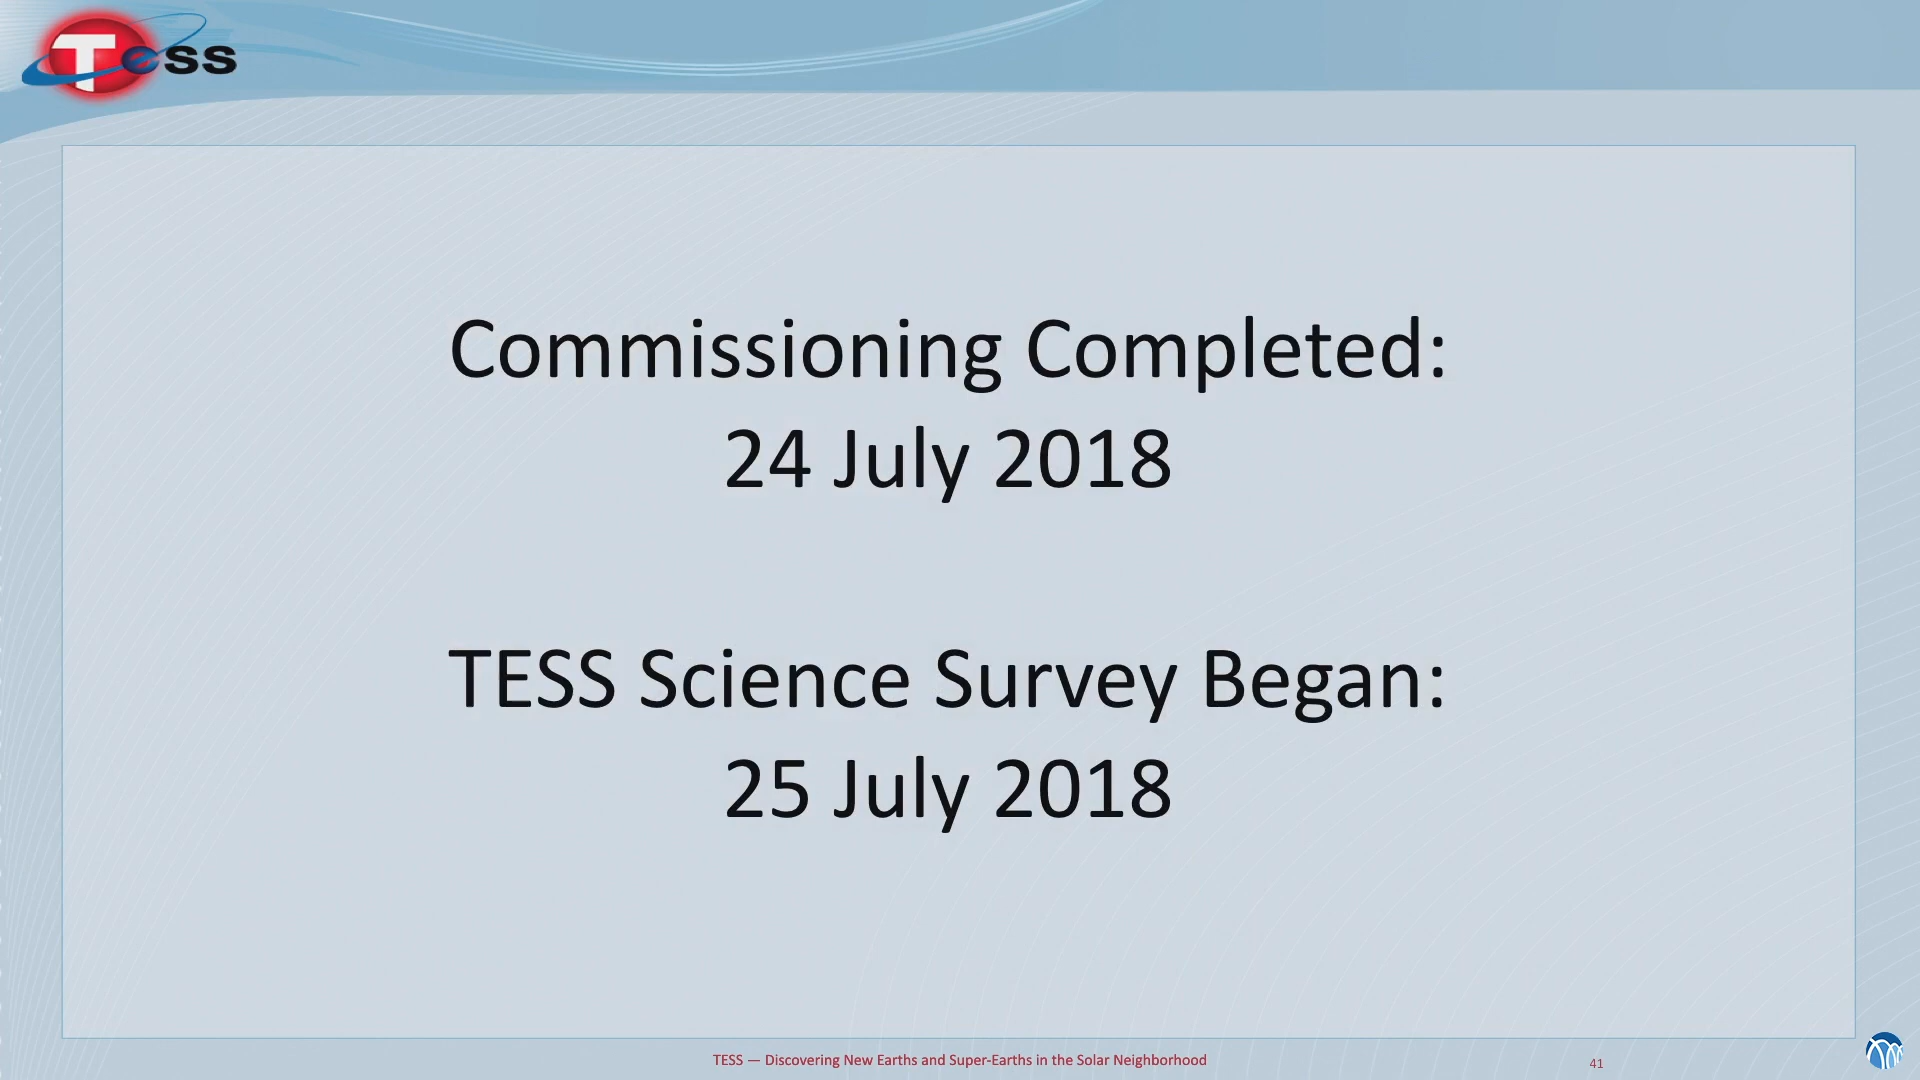 Tess
Commissioning Completed:
24 July 2018
TESS Science Survey Began:
25 July 2018
TESS — Discovering New Earths and Super-Earths in the Solar Neighborhood
41